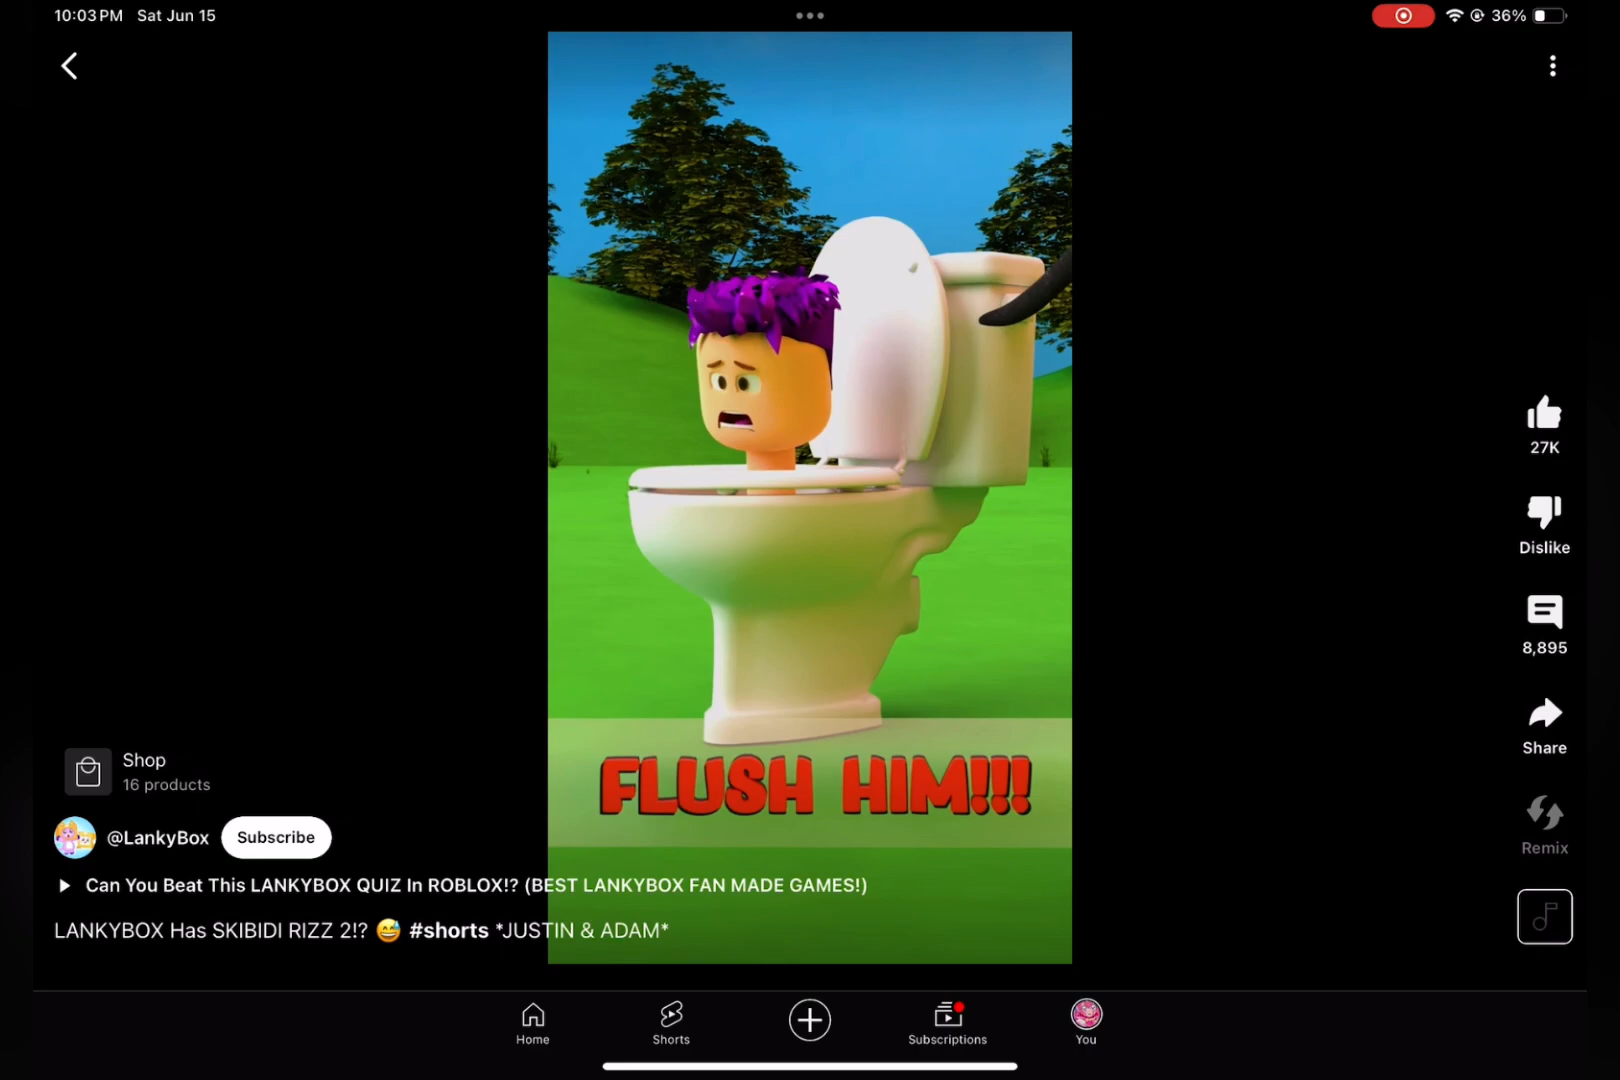 10:03 PM Sat Jun 15
36%
27K
Dislike
8,895
Share
Remix
FLUSH HIM!!!
Shop
16 products
@LankyBox Subscribe
Can You Beat This LANKYBOX QUIZ In ROBLOX!? (BEST LANKYBOX FAN MADE GAMES!)
LANKYBOX Has SKIBIDI RIZZ 2!? 😅 #shorts *JUSTIN & ADAM*
Home Shorts Subscriptions You